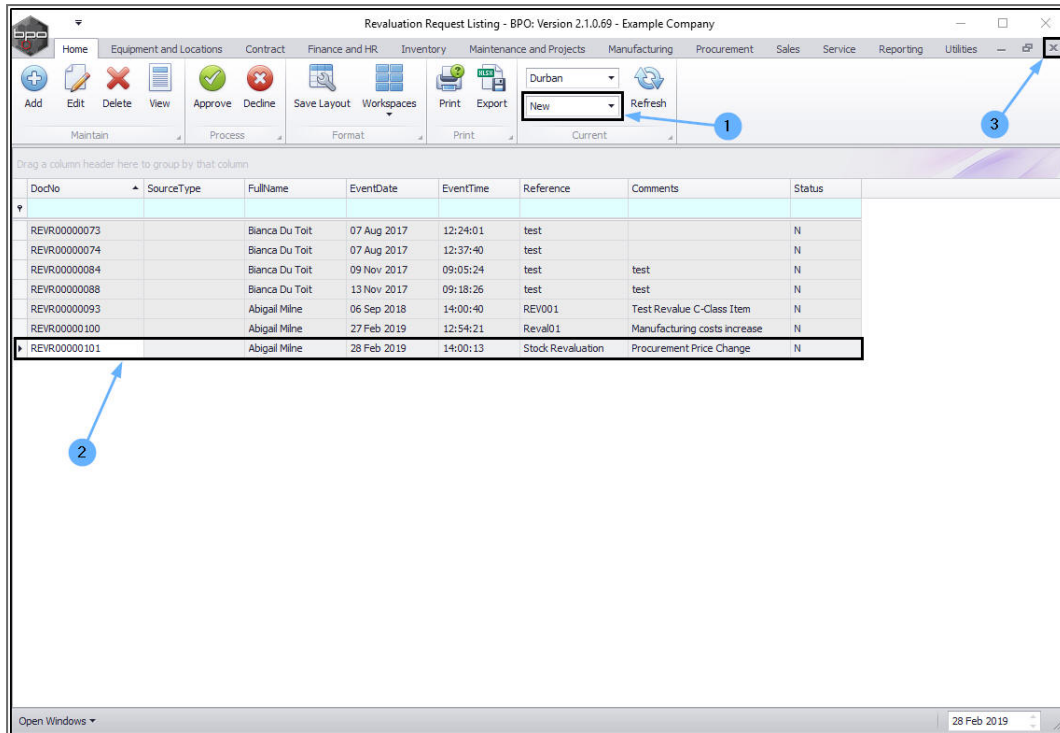 bpo
Revaluation Request Listing - BPO: Version 2.1.0.69 - Example Company
Home Equipment and Locations Contract Finance and HR Inventory Maintenance and Projects Manufacturing Procurement Sales Service Reporting Utilities
3
XLSX
Durban
Add Edit Delete View Approve Decline Save Layout Workspaces Print Export New Refresh
1
Maintain Process Format Print Current
Drag a column header here to group by that column
DocNo SourceType FullName EventDate EventTime Reference Comments Status
REVR00000073 Bianca Du Toit 07 Aug 2017 12:24:01 test N
REVR00000074 Bianca Du Toit 07 Aug 2017 12:37:40 test N
REVR00000084 Bianca Du Toit 09 Nov 2017 09:05:24 test test N
REVR00000088 Bianca Du Toit 13 Nov 2017 09:18:26 test test N
REVR00000093 Abigail Milne 06 Sep 2018 14:00:40 REV001 Test Revalue C-Class Item N
REVR00000100 Abigail Milne 27 Feb 2019 12:54:21 Reval01 Manufacturing costs increase N
REVR00000101 Abigail Milne 28 Feb 2019 14:00:13 Stock Revaluation Procurement Price Change N
2
Open Windows 28 Feb 2019